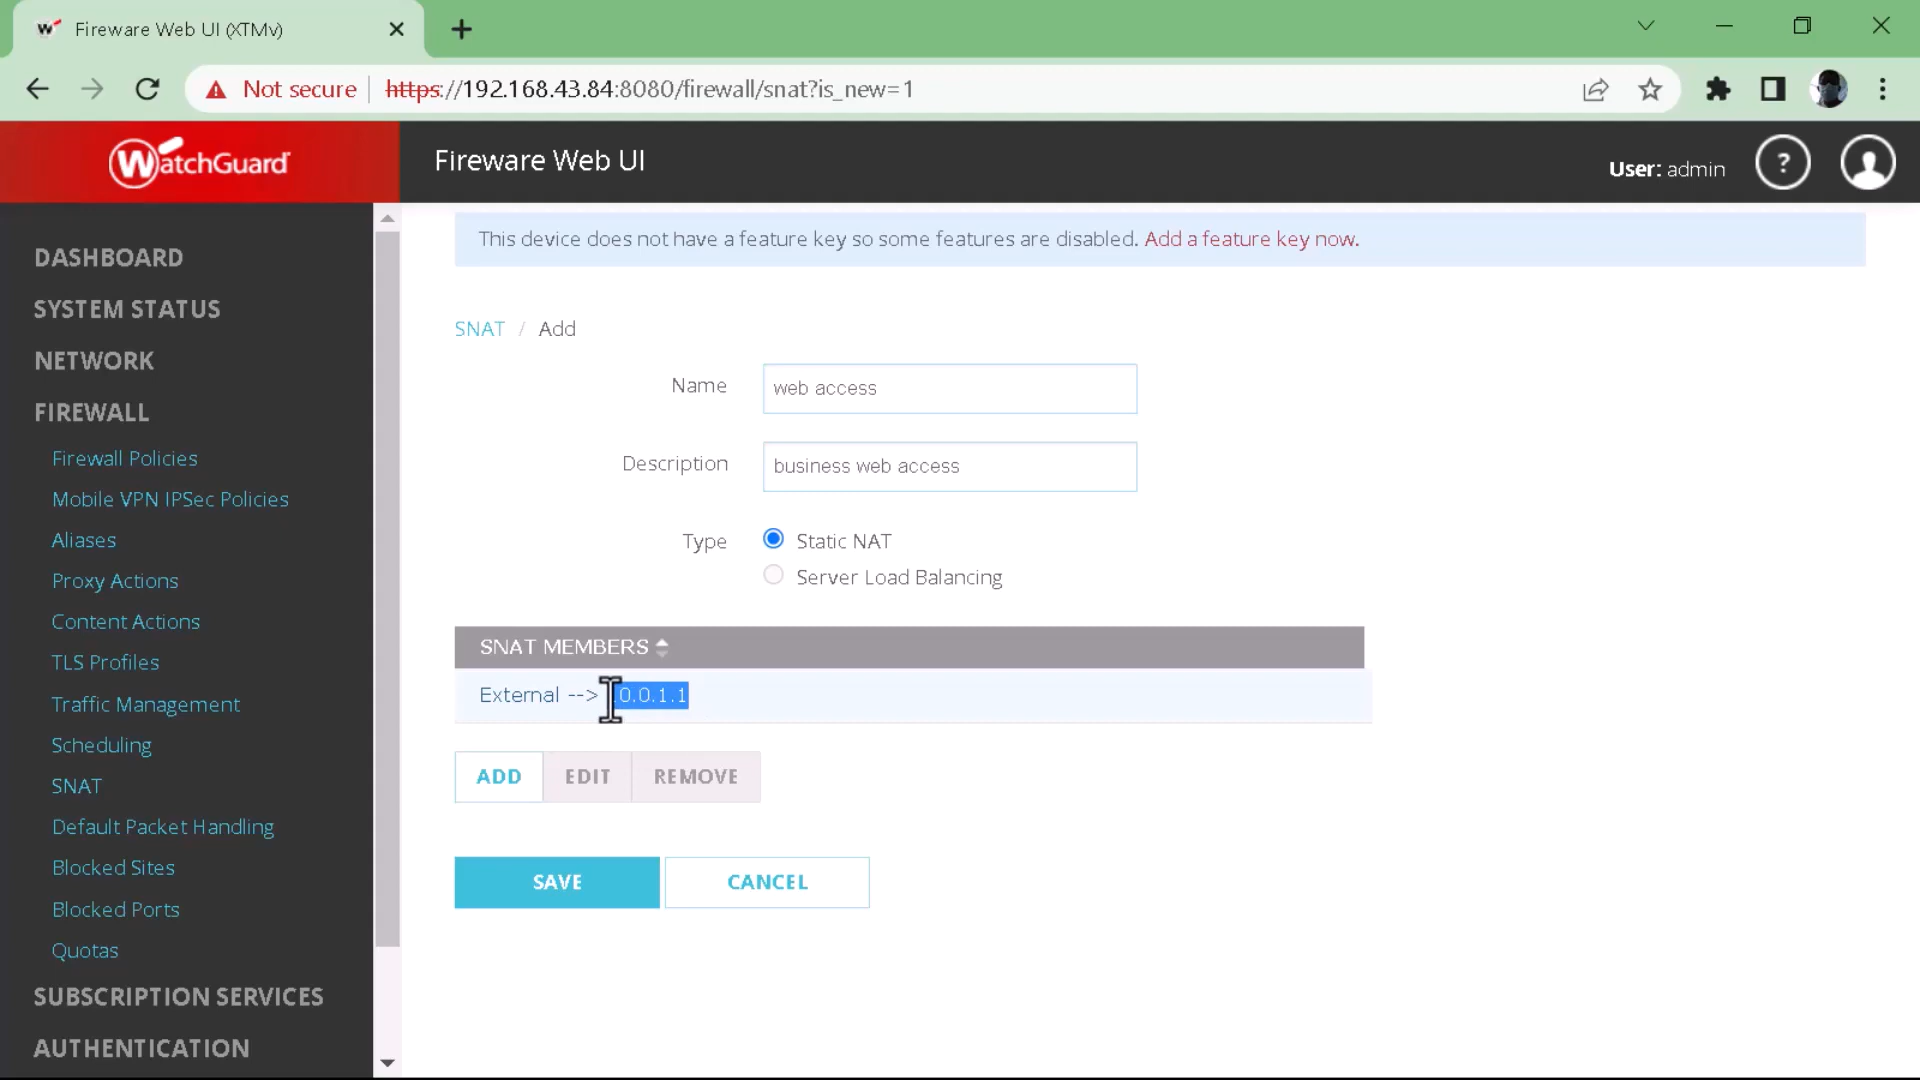 Fireware Web UI (XTMv)
Not secure https://192.168.43.84:8080/firewall/snat?is_new=1
WatchGuard
Fireware Web UI
User: admin
?
This device does not have a feature key so some features are disabled. Add a feature key now.
DASHBOARD
SYSTEM STATUS
NETWORK
FIREWALL
Firewall Policies
Mobile VPN IPSec Policies
Aliases
Proxy Actions
Content Actions
TLS Profiles
Traffic Management
Scheduling
SNAT
Default Packet Handling
Blocked Sites
Blocked Ports
Quotas
SUBSCRIPTION SERVICES
AUTHENTICATION
SNAT / Add
Name web access
Description business web access
Type Static NAT
Server Load Balancing
SNAT MEMBERS
External --> 0.0.1.1
ADD EDIT REMOVE
SAVE CANCEL